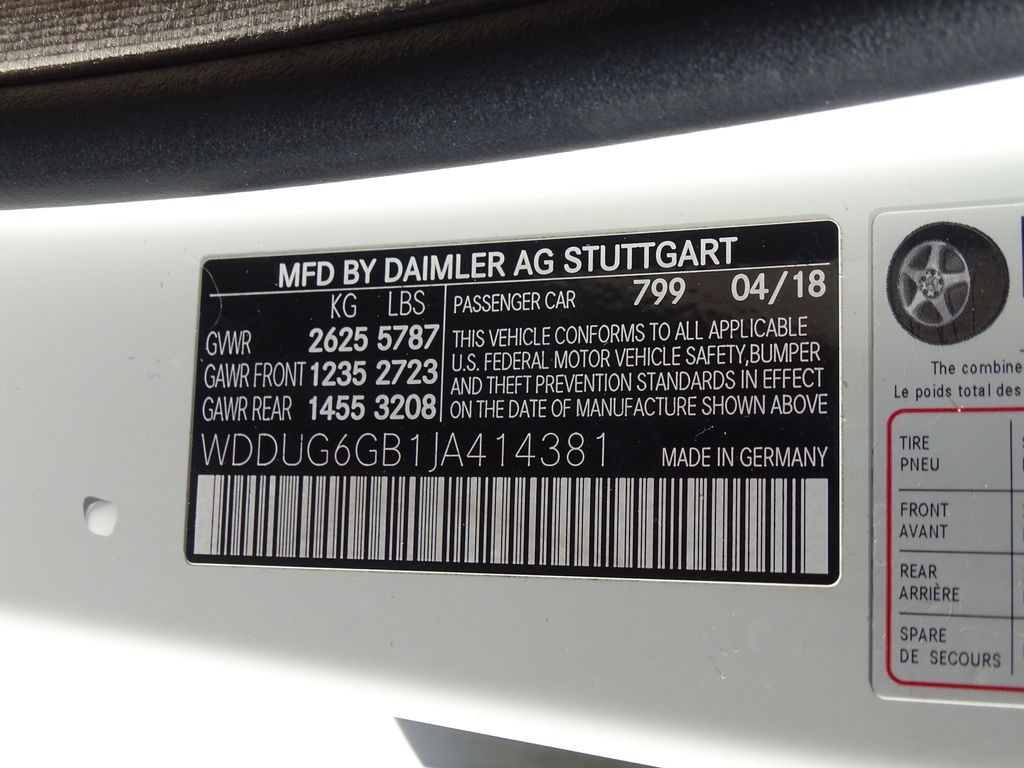 MFD BY DAIMLER AG STUTTGART
KG LBS
GVWR 2625 5787
GAWR FRONT 1235 2723
GAWR REAR 1455 3208
PASSENGER CAR 799 04/18
THIS VEHICLE CONFORMS TO ALL APPLICABLE
U.S. FEDERAL MOTOR VEHICLE SAFETY,BUMPER
AND THEFT PREVENTION STANDARDS IN EFFECT
ON THE DATE OF MANUFACTURE SHOWN ABOVE
WDDUG6GB1JA414381 MADE IN GERMANY
The combine
Le poids total des
TIRE
PNEU
FRONT
AVANT
REAR
ARRIÈRE
SPARE
DE SECOURS